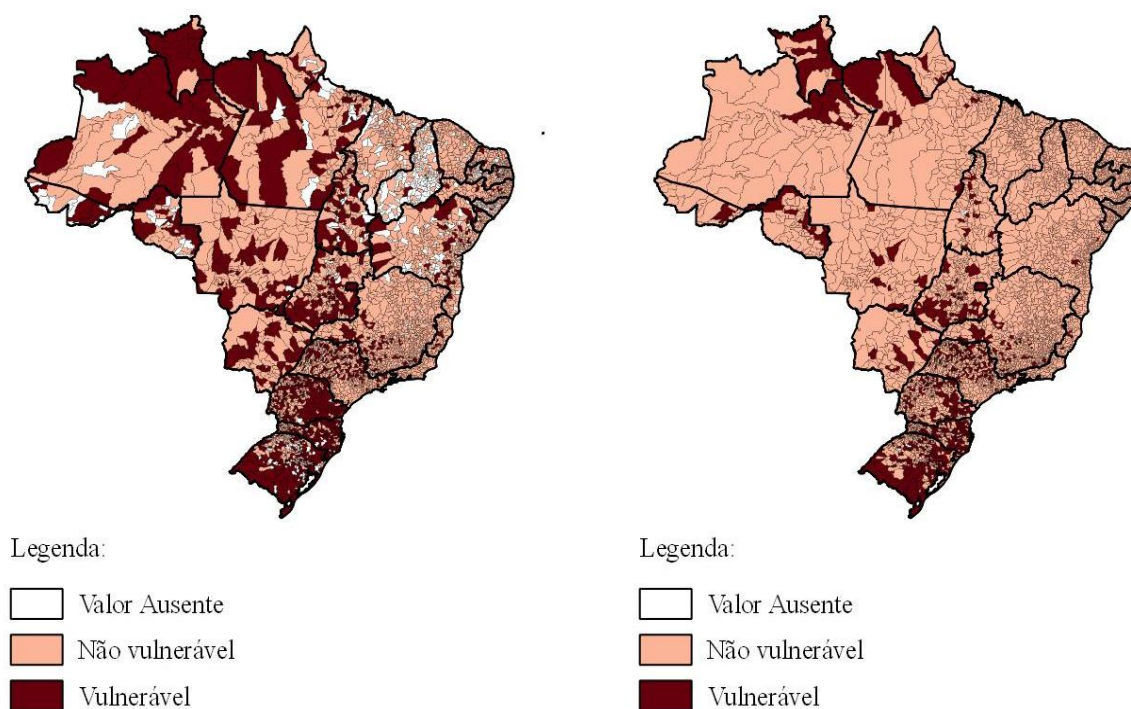 Legenda:
Valor Ausente
Não vulnerável
Vulnerável
Legenda:
Valor Ausente
Não vulnerável
Vulnerável